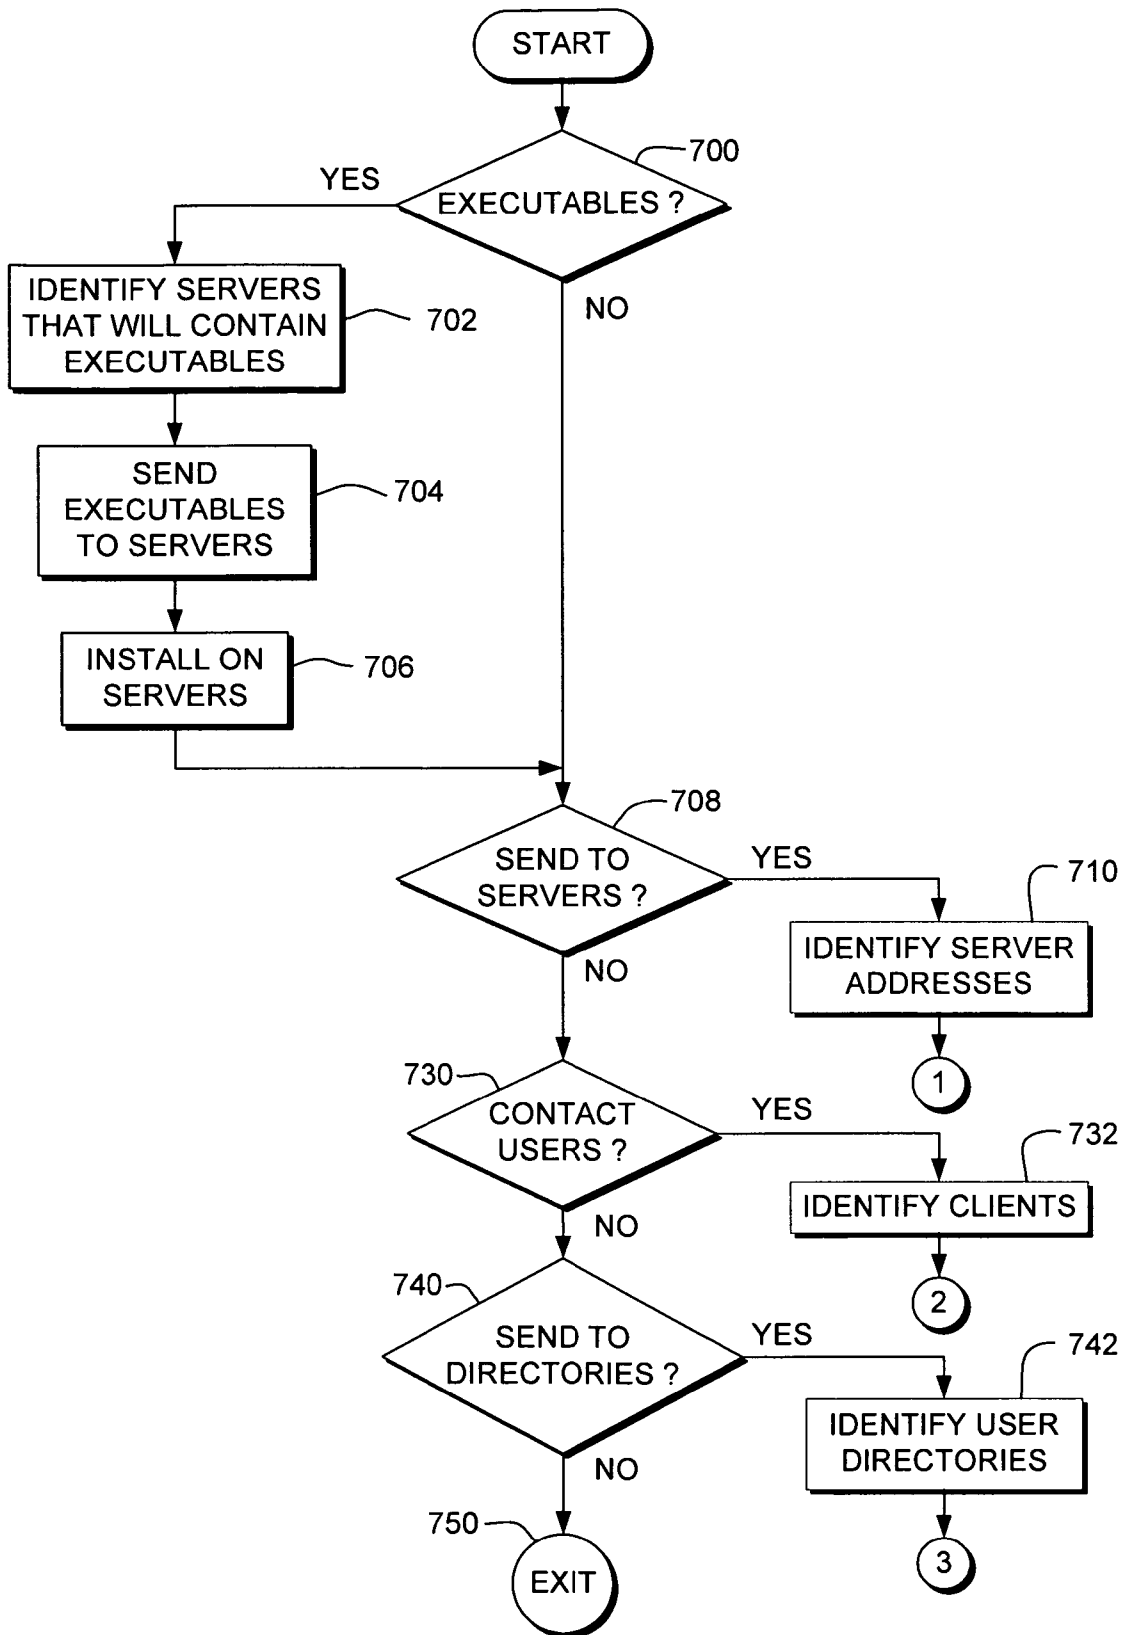 START
700
YES
EXECUTABLES ?
IDENTIFY SERVERS
THAT WILL CONTAIN
EXECUTABLES
702
NO
SEND
EXECUTABLES
TO SERVERS
704
INSTALL ON
SERVERS
706
708
SEND TO
SERVERS ?
YES
710
IDENTIFY SERVER
ADDRESSES
NO
1
730
CONTACT
USERS ?
YES
732
IDENTIFY CLIENTS
NO
2
740
SEND TO
DIRECTORIES ?
YES
742
IDENTIFY USER
DIRECTORIES
NO
3
750
EXIT